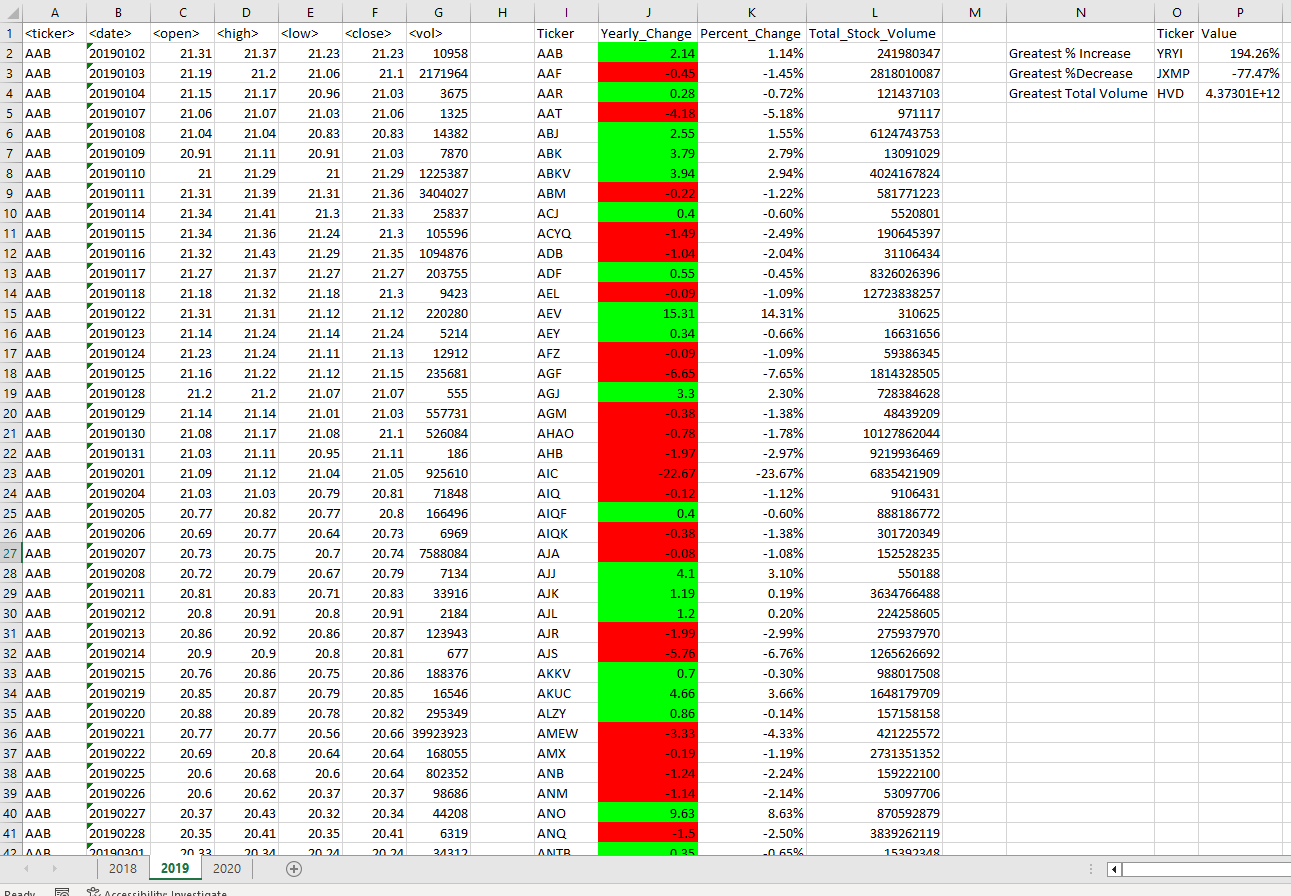 A B C D E F G H I J K L M N O P
1 <ticker> <date> <open> <high> <low> <close> <vol> Ticker Yearly_Change Percent_Change Total_Stock_Volume Ticker Value
2 AAB 20190102 21.31 21.37 21.23 21.23 10958 AAB 2.14 1.14% 241980347 Greatest % Increase YRYI 194.26%
3 AAB 20190103 21.19 21.2 21.06 21.1 2171964 AAF -0.45 -1.45% 2818010087 Greatest %Decrease JXMP -77.47%
4 AAB 20190104 21.15 21.17 20.96 21.03 3675 AAR 0.28 -0.72% 121437103 Greatest Total Volume HVD 4.37301E+12
5 AAB 20190107 21.06 21.07 21.03 21.06 1325 AAT -4.18 -5.18% 971117
6 AAB 20190108 21.04 21.04 20.83 20.83 14382 ABJ 2.55 1.55% 6124743753
7 AAB 20190109 20.91 21.11 20.91 21.03 7870 ABK 3.79 2.79% 13091029
8 AAB 20190110 21 21.29 21 21.29 1225387 ABKV 3.94 2.94% 4024167824
9 AAB 20190111 21.31 21.39 21.31 21.36 3404027 ABM -0.22 -1.22% 581771223
10 AAB 20190114 21.34 21.41 21.3 21.33 25837 ACJ 0.4 -0.60% 5520801
11 AAB 20190115 21.34 21.36 21.24 21.3 105596 ACYQ -1.49 -2.49% 190645397
12 AAB 20190116 21.32 21.43 21.29 21.35 1094876 ADB -1.04 -2.04% 31106434
13 AAB 20190117 21.27 21.37 21.27 21.27 203755 ADF 0.55 -0.45% 8326026396
14 AAB 20190118 21.18 21.32 21.18 21.3 9423 AEL -0.09 -1.09% 12723838257
15 AAB 20190122 21.31 21.31 21.12 21.12 220280 AEV 15.31 14.31% 310625
16 AAB 20190123 21.14 21.24 21.14 21.24 5214 AEY 0.34 -0.66% 16631656
17 AAB 20190124 21.23 21.24 21.11 21.13 12912 AFZ -0.09 -1.09% 59386345
18 AAB 20190125 21.16 21.22 21.12 21.15 235681 AGF -6.65 -7.65% 1814328505
19 AAB 20190128 21.2 21.2 21.07 21.07 555 AGJ 3.3 2.30% 728384628
20 AAB 20190129 21.14 21.14 21.01 21.03 557731 AGM -0.38 -1.38% 48439209
21 AAB 20190130 21.08 21.17 21.08 21.1 526084 AHAO -0.78 -1.78% 10127862044
22 AAB 20190131 21.03 21.11 20.95 21.11 186 AHB -1.97 -2.97% 9219936469
23 AAB 20190201 21.09 21.12 21.04 21.05 925610 AIC -22.67 -23.67% 6835421909
24 AAB 20190204 21.03 21.03 20.79 20.81 71848 AIQ -0.12 -1.12% 9106431
25 AAB 20190205 20.77 20.82 20.77 20.8 166496 AIQF 0.4 -0.60% 888186772
26 AAB 20190206 20.69 20.77 20.64 20.73 6969 AIQK -0.38 -1.38% 301720349
27 AAB 20190207 20.73 20.75 20.7 20.74 7588084 AJA -0.08 -1.08% 152528235
28 AAB 20190208 20.72 20.79 20.67 20.79 7134 AJJ 4.1 3.10% 550188
29 AAB 20190211 20.81 20.83 20.71 20.83 33916 AJK 1.19 0.19% 3634766488
30 AAB 20190212 20.8 20.91 20.8 20.91 2184 AJL 1.2 0.20% 224258605
31 AAB 20190213 20.86 20.92 20.86 20.87 123943 AJR -1.99 -2.99% 275937970
32 AAB 20190214 20.9 20.9 20.8 20.81 677 AJS -5.76 -6.76% 1265626692
33 AAB 20190215 20.76 20.86 20.75 20.86 188376 AKKV 0.7 -0.30% 988017508
34 AAB 20190219 20.85 20.87 20.79 20.85 16546 AKUC 4.66 3.66% 1648179709
35 AAB 20190220 20.88 20.89 20.78 20.82 295349 ALZY 0.86 -0.14% 157158158
36 AAB 20190221 20.77 20.77 20.56 20.66 39923923 AMEW -3.33 -4.33% 421225572
37 AAB 20190222 20.69 20.8 20.64 20.64 168055 AMX -0.19 -1.19% 2731351352
38 AAB 20190225 20.6 20.68 20.6 20.64 802352 ANB -1.24 -2.24% 159222100
39 AAB 20190226 20.6 20.62 20.37 20.37 98686 ANM -1.14 -2.14% 53097706
40 AAB 20190227 20.37 20.43 20.32 20.34 44208 ANO 9.63 8.63% 870592879
41 AAB 20190228 20.35 20.41 20.35 20.41 6319 ANQ -1.5 -2.50% 3839262119
42 AAB 20190301 20.33 20.34 20.24 20.24 34312 ANTB 0.35 -0.65% 15392348
2018 2019 2020
Ready Accessibility: Investigate